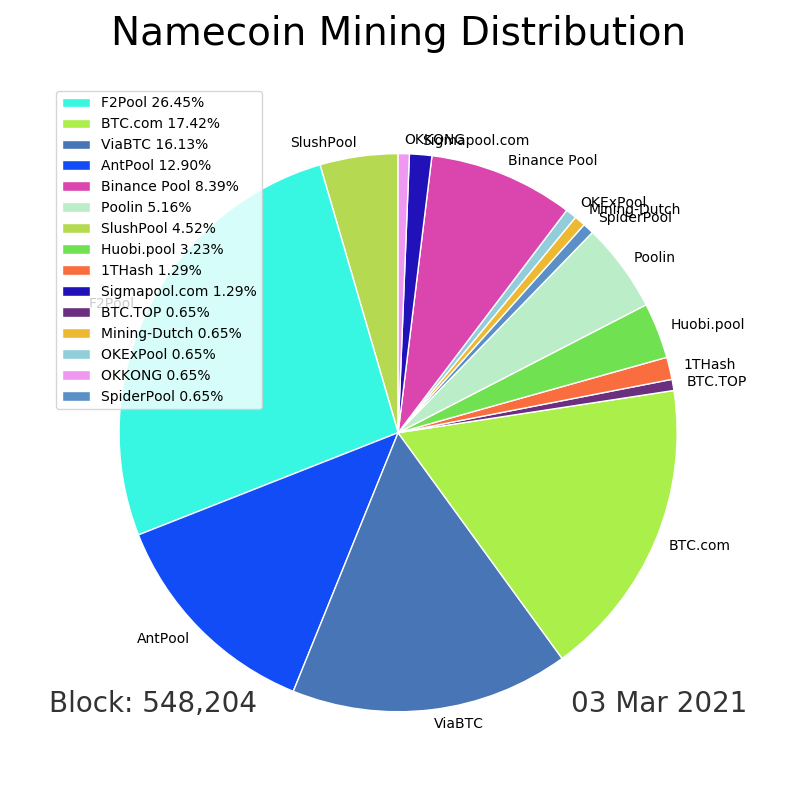 Namecoin Mining Distribution
F2Pool 26.45%
BTC.com 17.42%
ViaBTC 16.13%
AntPool 12.90%
Binance Pool 8.39%
Poolin 5.16%
SlushPool 4.52%
Huobi.pool 3.23%
1THash 1.29%
Sigmapool.com 1.29%
BTC.TOP 0.65%
Mining-Dutch 0.65%
OKExPool 0.65%
OKKONG 0.65%
SpiderPool 0.65%
SlushPool
OKKONG
Sigmapool.com
Binance Pool
OKExPool
Mining-Dutch
SpiderPool
Poolin
Huobi.pool
1THash
BTC.TOP
BTC.com
ViaBTC
AntPool
F2Pool
Block: 548,204
03 Mar 2021